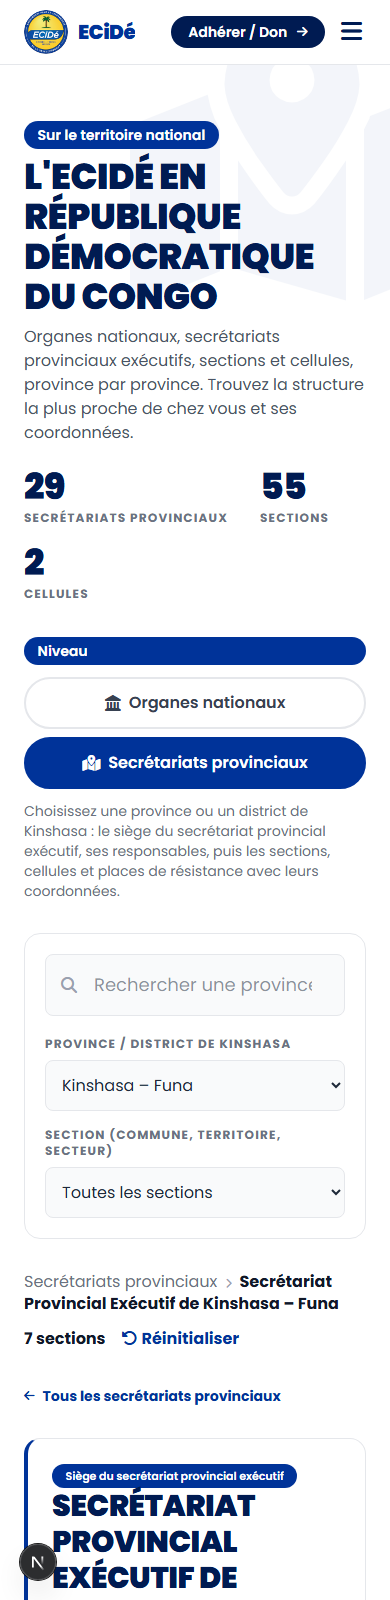 ECiDé
ECiDé
Adhérer / Don
Sur le territoire national
L'ECIDÉ EN
RÉPUBLIQUE
DÉMOCRATIQUE
DU CONGO
Organes nationaux, secrétariats
provinciaux exécutifs, sections et cellules,
province par province. Trouvez la structure
la plus proche de chez vous et ses
coordonnées.
29
SECRÉTARIATS PROVINCIAUX
55
SECTIONS
2
CELLULES
Niveau
Organes nationaux
Secrétariats provinciaux
Choisissez une province ou un district de
Kinshasa : le siège du secrétariat provincial
exécutif, ses responsables, puis les sections,
cellules et places de résistance avec leurs
coordonnées.
Rechercher une province
PROVINCE / DISTRICT DE KINSHASA
Kinshasa – Funa
SECTION (COMMUNE, TERRITOIRE,
SECTEUR)
Toutes les sections
Secrétariats provinciaux > Secrétariat
Provincial Exécutif de Kinshasa – Funa
7 sections Réinitialiser
← Tous les secrétariats provinciaux
Siège du secrétariat provincial exécutif
SECRÉTARIAT
PROVINCIAL
EXÉCUTIF DE
N